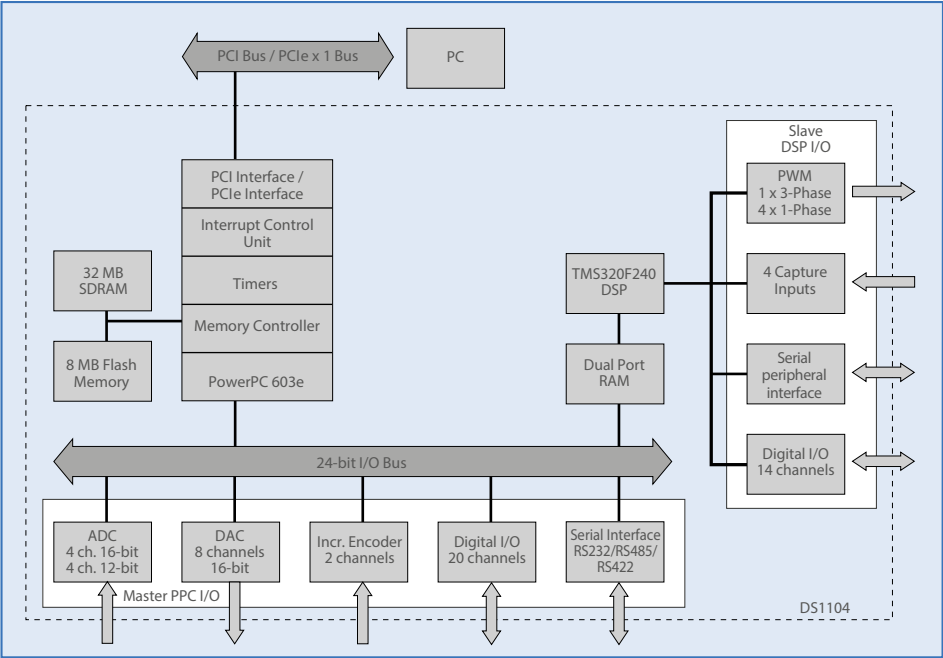 PCI Bus / PCIe x 1 Bus
PC
PCI Interface /
PCIe Interface
Interrupt Control
Unit
Timers
Memory Controller
PowerPC 603e
32 MB
SDRAM
8 MB Flash
Memory
TMS320F240
DSP
Dual Port
RAM
Slave
DSP I/O
PWM
1 x 3-Phase
4 x 1-Phase
4 Capture
Inputs
Serial
peripheral
interface
Digital I/O
14 channels
24-bit I/O Bus
ADC
4 ch. 16-bit
4 ch. 12-bit
DAC
8 channels
16-bit
Incr. Encoder
2 channels
Digital I/O
20 channels
Serial Interface
RS232/RS485/
RS422
Master PPC I/O
DS1104